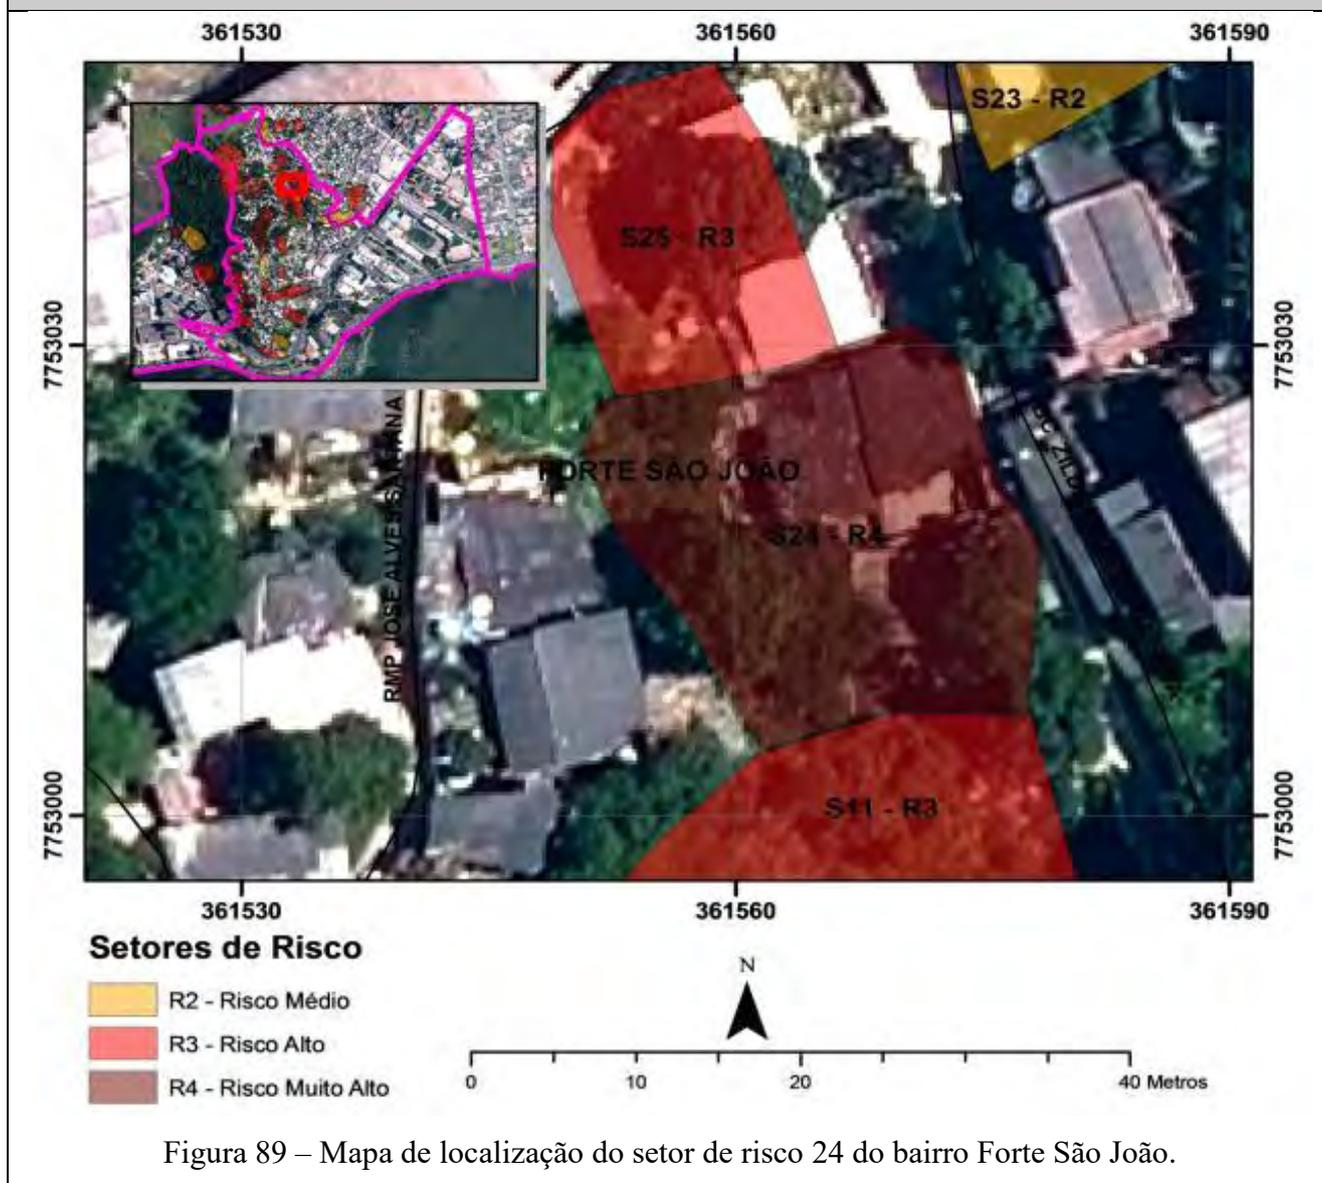 361530 361560 361590
S23 - R2
S25 - R3
7753030 7753030
RMP JOSE ALVES SANTANA
FORTE SÃO JOÃO
S24 - R4
S11 - R3
7753000 7753000
361530 361560 361590
Setores de Risco
R2 - Risco Médio
R3 - Risco Alto
R4 - Risco Muito Alto
N
0 10 20 40 Metros
Figura 89 – Mapa de localização do setor de risco 24 do bairro Forte São João.